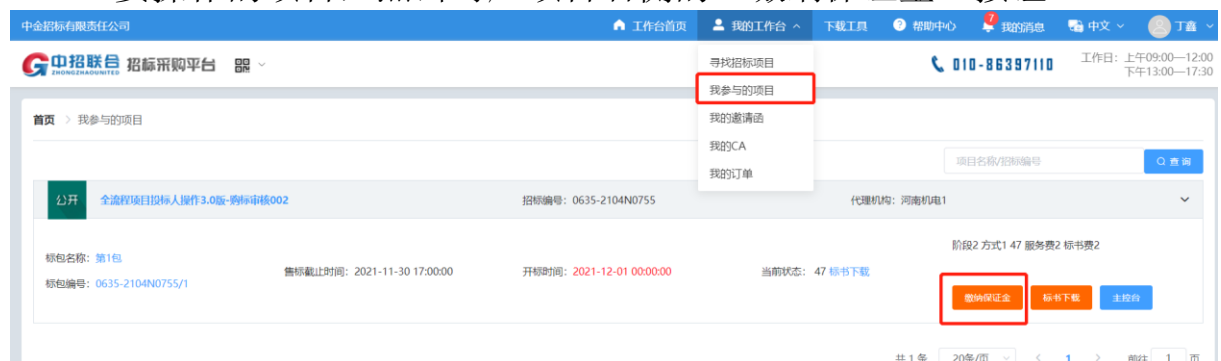 中金招标有限责任公司 工作台首页 我的工作台 下载工具 帮助中心 7 我的消息 中文 丁鑫
中招联合 招标采购平台 010-86397110 工作日: 上午09:00—12:00
ZHONGZHAOUNITED 下午13:00—17:30
寻找招标项目
我参与的项目
我的邀请函
我的CA
我的订单
首页 > 我参与的项目
项目名称/招标编号 查 询
公开 全流程项目投标人操作3.0版-购标审核002 招标编号: 0635-2104N0755 代理机构: 河南机电1
阶段2 方式1 47 服务费2 标书费2
标包名称: 第1包
售标截止时间: 2021-11-30 17:00:00 开标时间: 2021-12-01 00:00:00 当前状态: 47 标书下载
标包编号: 0635-2104N0755/1
缴纳保证金 标书下载 主控台
共 1 条 20条/页 < 1 > 前往 1 页